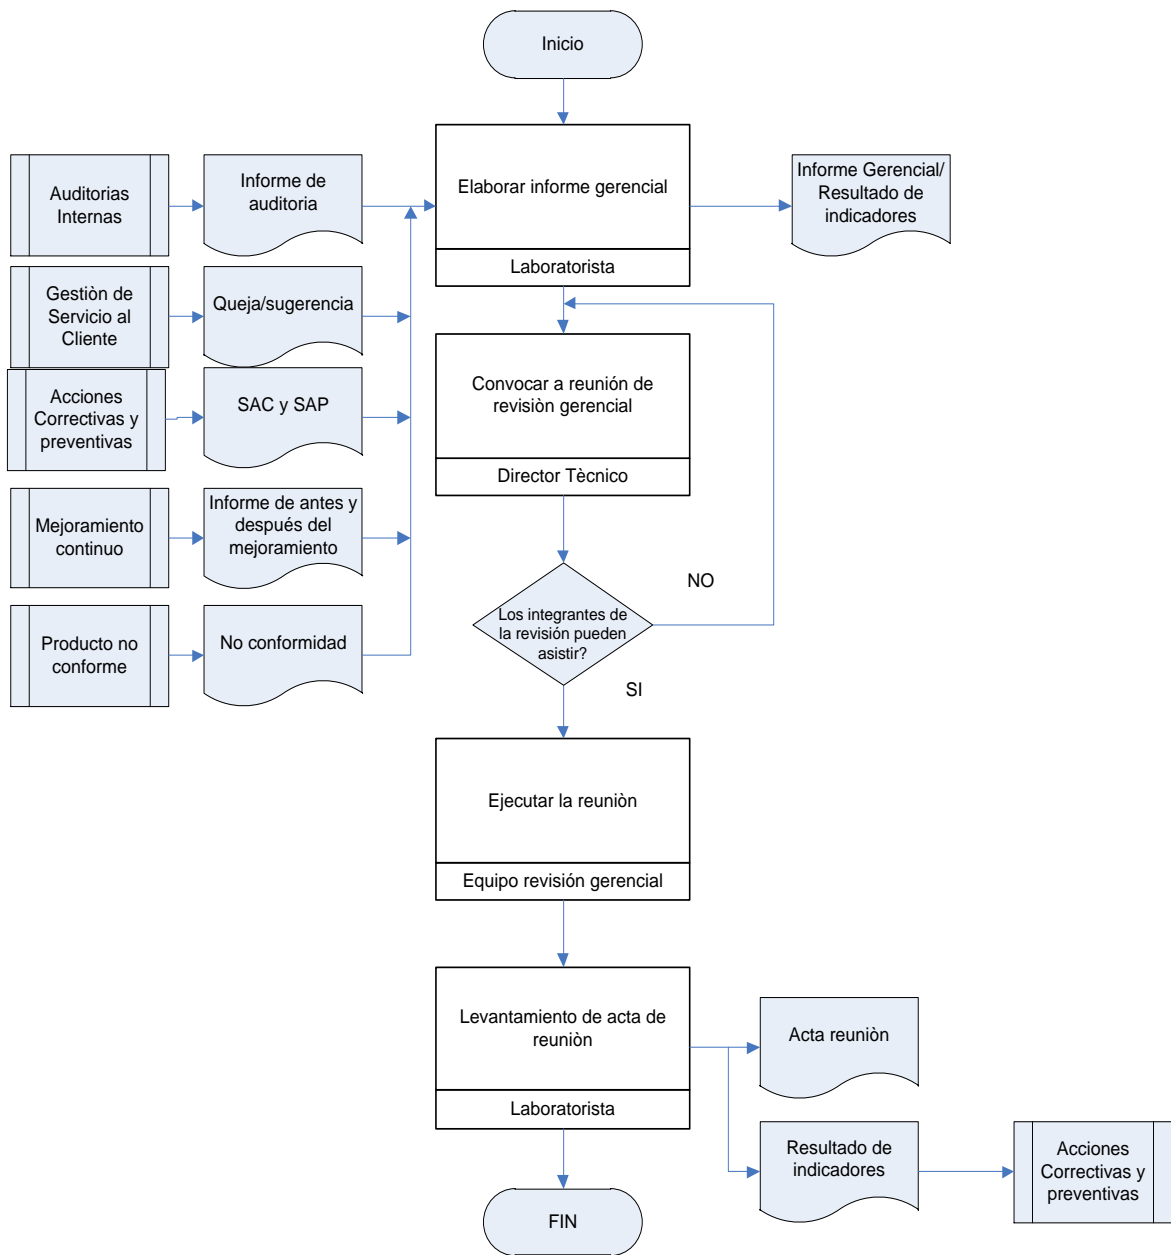 Inicio
Elaborar informe gerencial
Laboratorista
Informe Gerencial/
Resultado de
indicadores
Auditorias
Internas
Informe de
auditoria
Gestiòn de
Servicio al
Cliente
Queja/sugerencia
Acciones
Correctivas y
preventivas
SAC y SAP
Mejoramiento
continuo
Informe de antes y
después del
mejoramiento
Producto no
conforme
No conformidad
Convocar a reunión de
revisiòn gerencial
Director Tècnico
Los integrantes de
la revisión pueden
asistir?
NO
SI
Ejecutar la reuniòn
Equipo revisión gerencial
Levantamiento de acta de
reuniòn
Laboratorista
Acta reuniòn
Resultado de
indicadores
Acciones
Correctivas y
preventivas
FIN